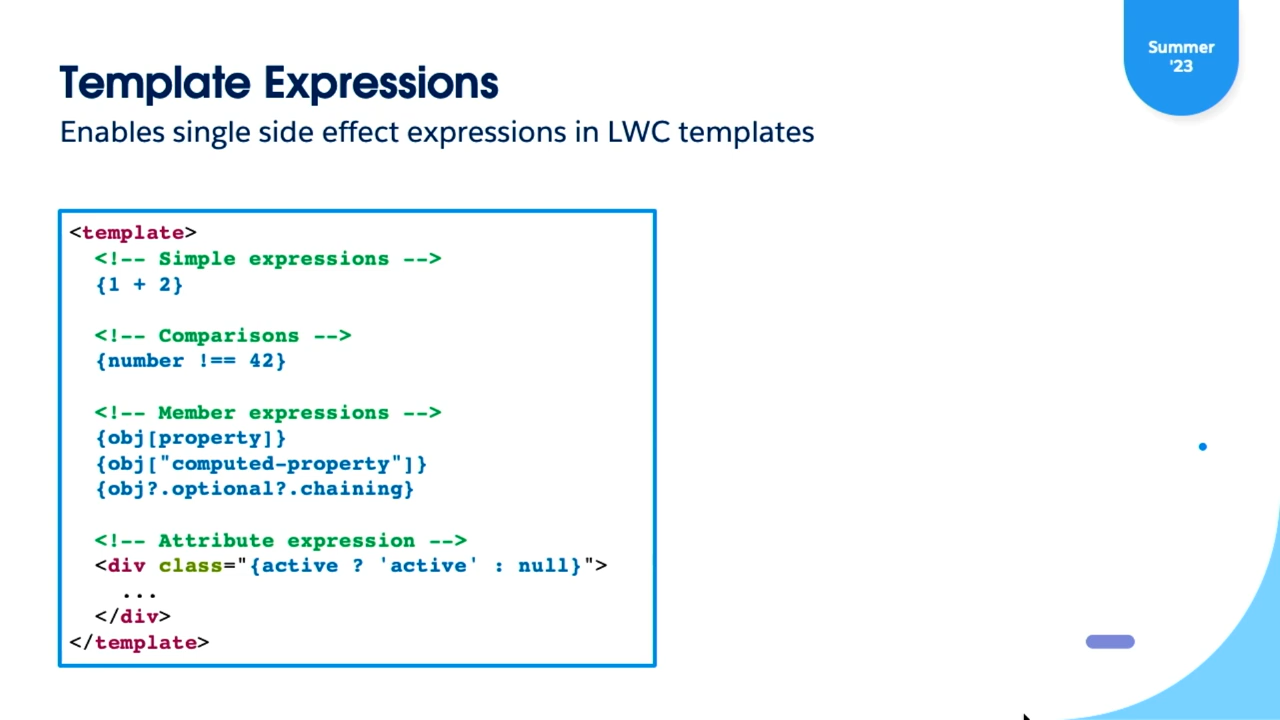 Summer
'23
Template Expressions
Enables single side effect expressions in LWC templates
<template>
  <!-- Simple expressions -->
  {1 + 2}
  <!-- Comparisons -->
  {number !== 42}
  <!-- Member expressions -->
  {obj[property]}
  {obj["computed-property"]}
  {obj?.optional?.chaining}
  <!-- Attribute expression -->
  <div class="{active ? 'active' : null}">
    ...
  </div>
</template>